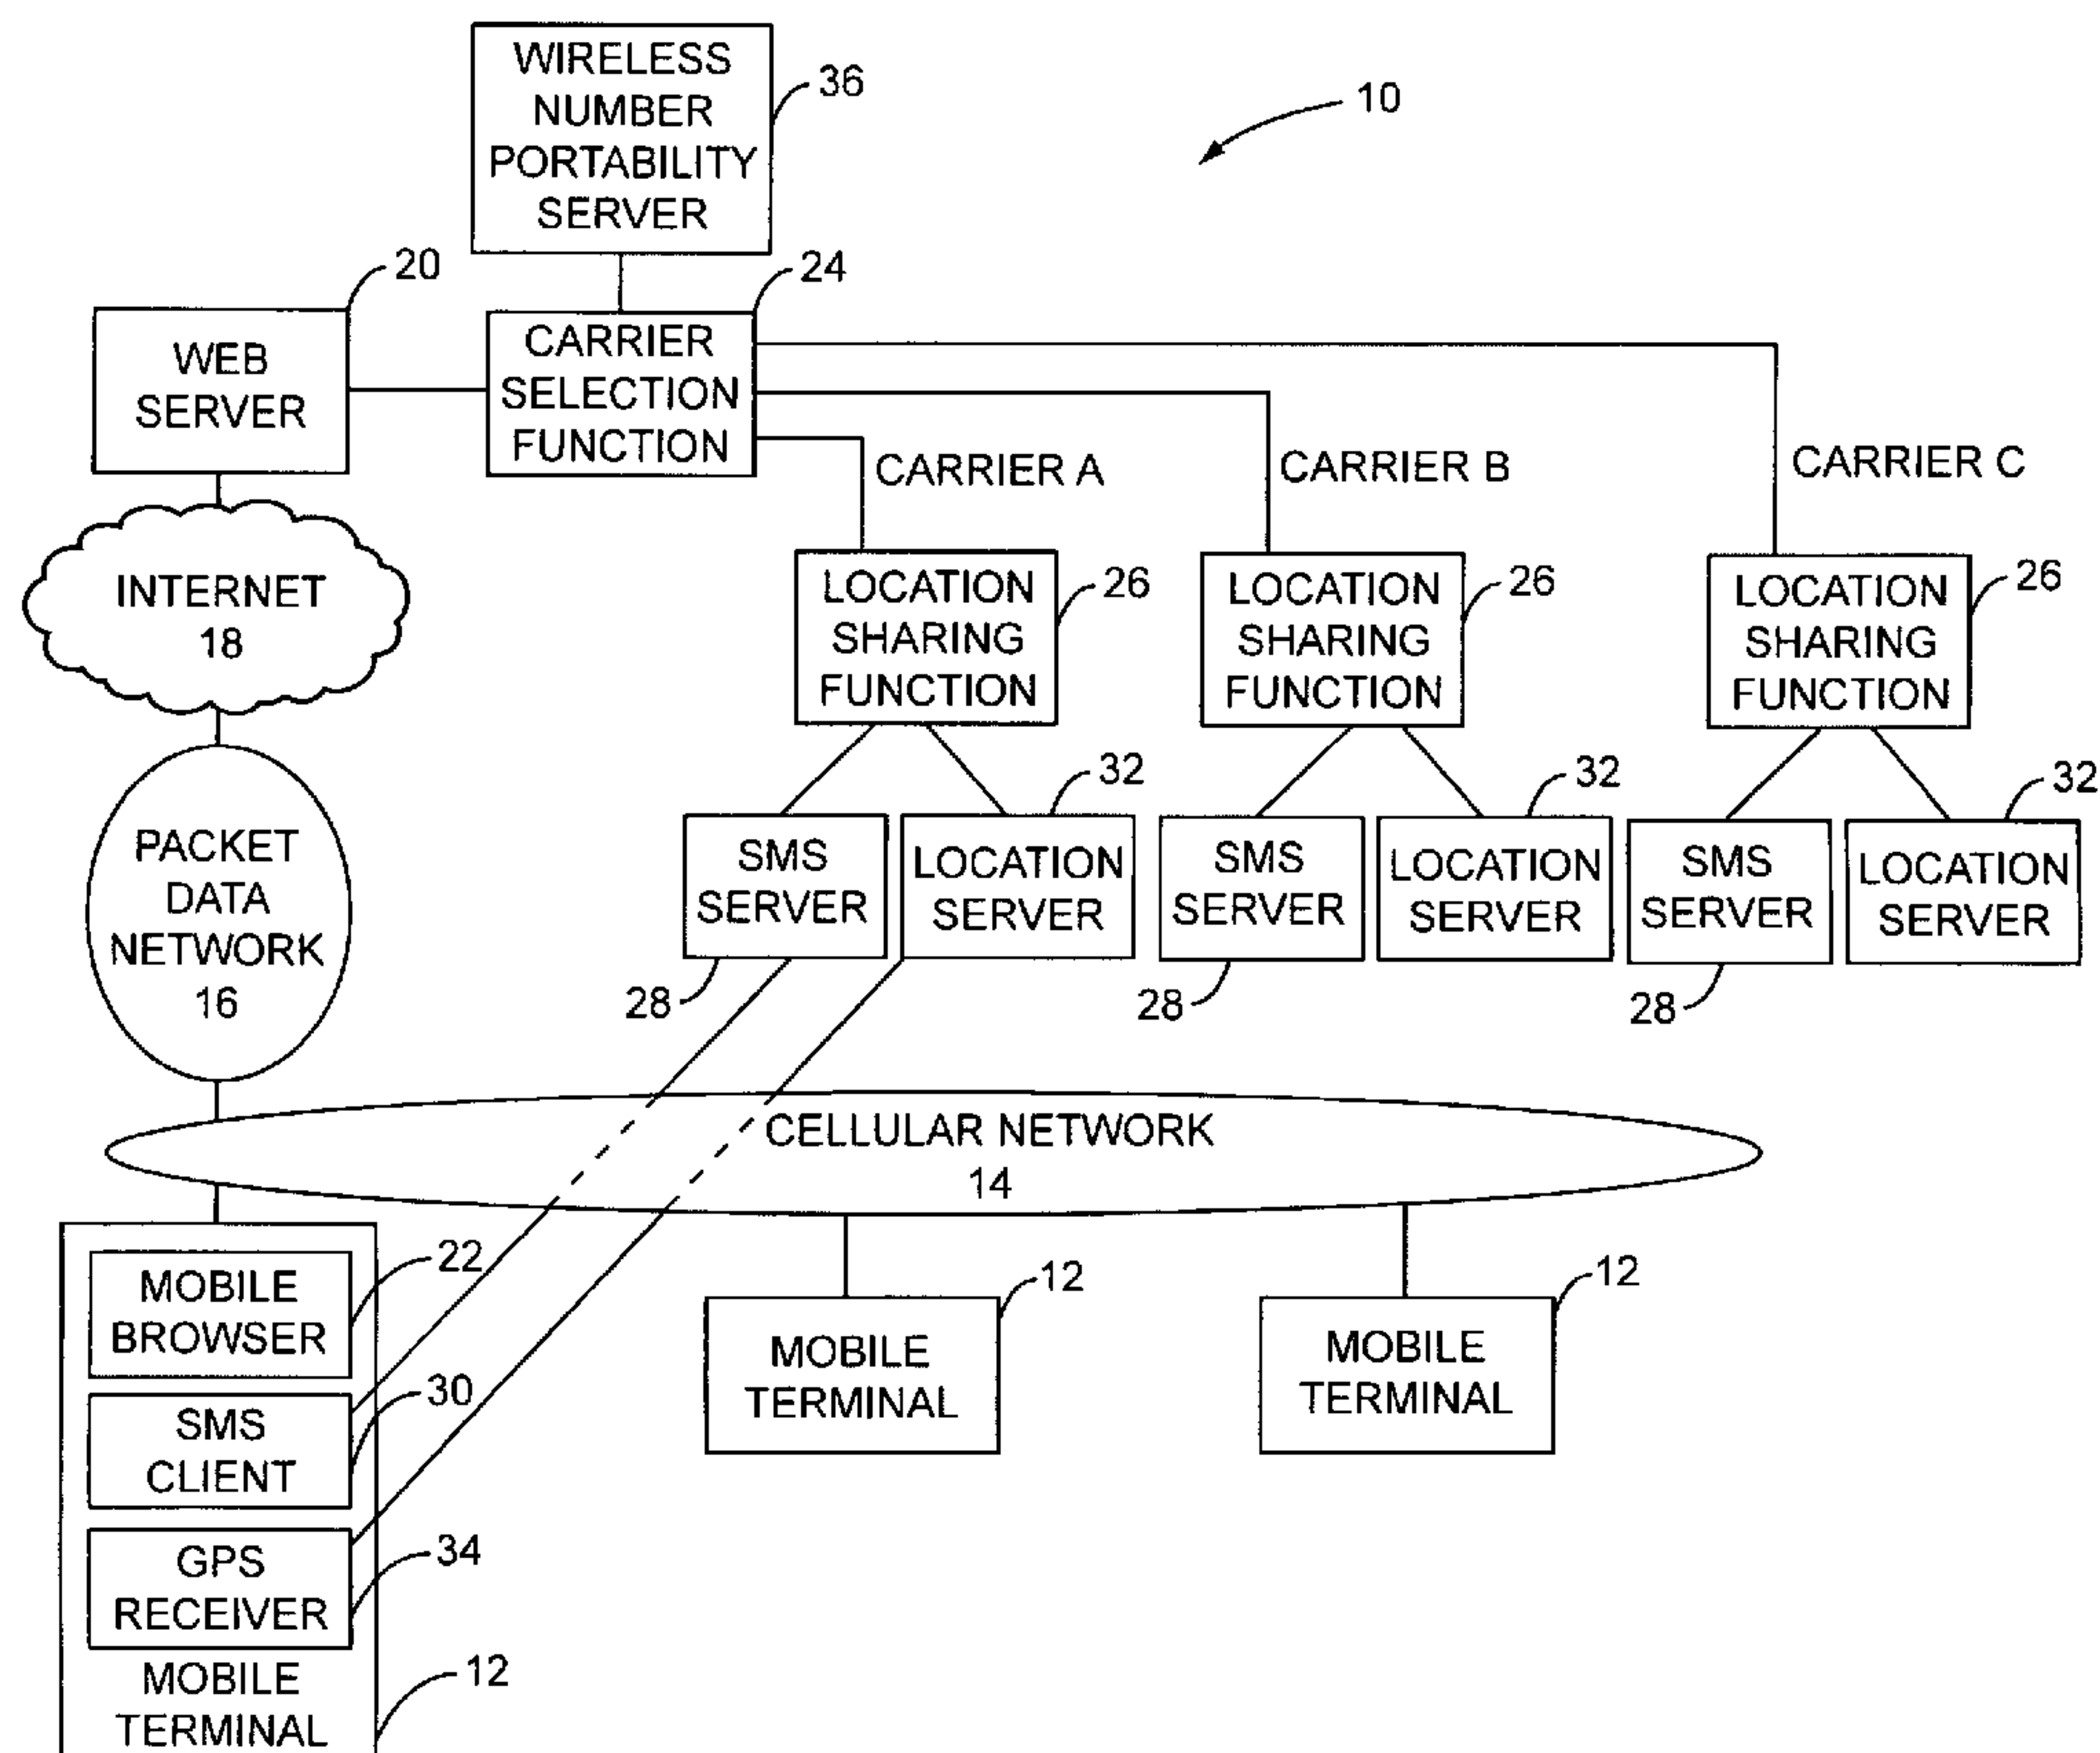 WIRELESS
NUMBER
PORTABILITY
SERVER
36
10
20
24
WEB
SERVER
CARRIER
SELECTION
FUNCTION
CARRIER A
CARRIER B
CARRIER C
INTERNET
18
LOCATION
SHARING
FUNCTION
26
LOCATION
SHARING
FUNCTION
26
LOCATION
SHARING
FUNCTION
26
PACKET
DATA
NETWORK
16
SMS
SERVER
28
LOCATION
SERVER
32
SMS
SERVER
28
LOCATION
SERVER
32
SMS
SERVER
28
LOCATION
SERVER
32
CELLULAR NETWORK
14
MOBILE
BROWSER
22
SMS
CLIENT
30
GPS
RECEIVER
34
MOBILE
TERMINAL
12
MOBILE
TERMINAL
12
MOBILE
TERMINAL
12